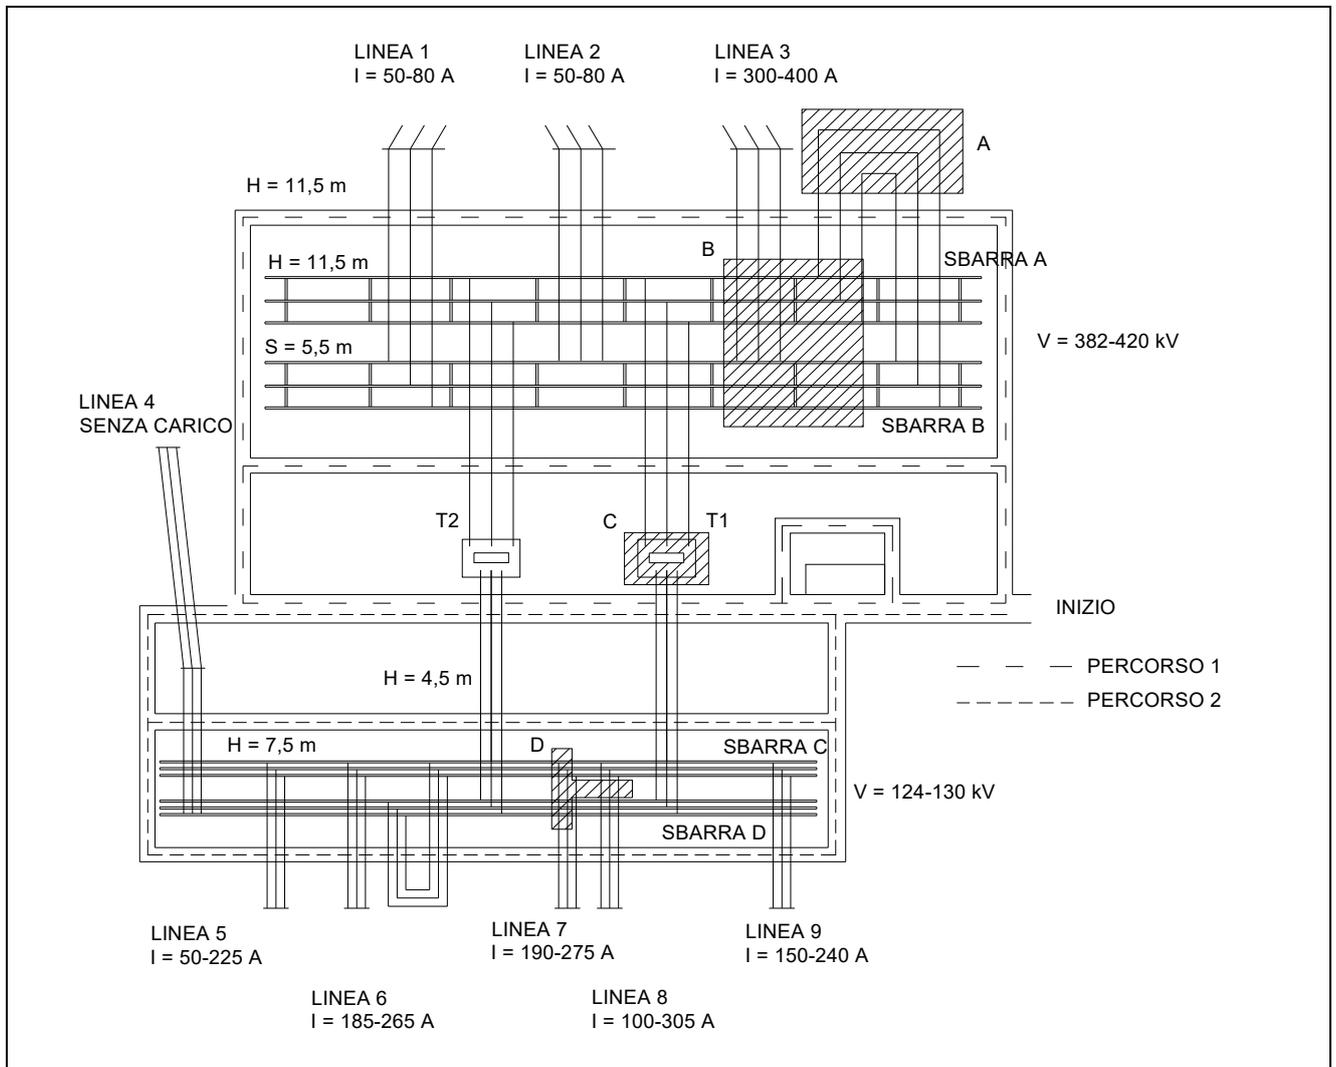 LINEA 1
I = 50-80 A
LINEA 2
I = 50-80 A
LINEA 3
I = 300-400 A
A
H = 11,5 m
B
H = 11,5 m
SBARRA A
V = 382-420 kV
S = 5,5 m
LINEA 4
SENZA CARICO
SBARRA B
T2
C
T1
INIZIO
H = 4,5 m
PERCORSO 1
PERCORSO 2
H = 7,5 m
D
SBARRA C
V = 124-130 kV
SBARRA D
LINEA 5
I = 50-225 A
LINEA 7
I = 190-275 A
LINEA 9
I = 150-240 A
LINEA 6
I = 185-265 A
LINEA 8
I = 100-305 A